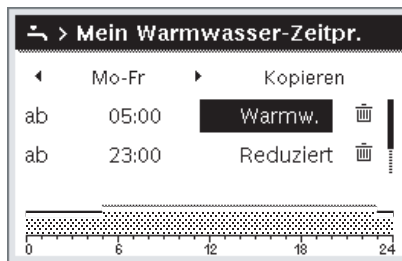 > Mein Warmwasser-Zeitpr.
Mo-Fr Kopieren
ab 05:00 Warmw.
ab 23:00 Reduziert
0 6 12 18 24